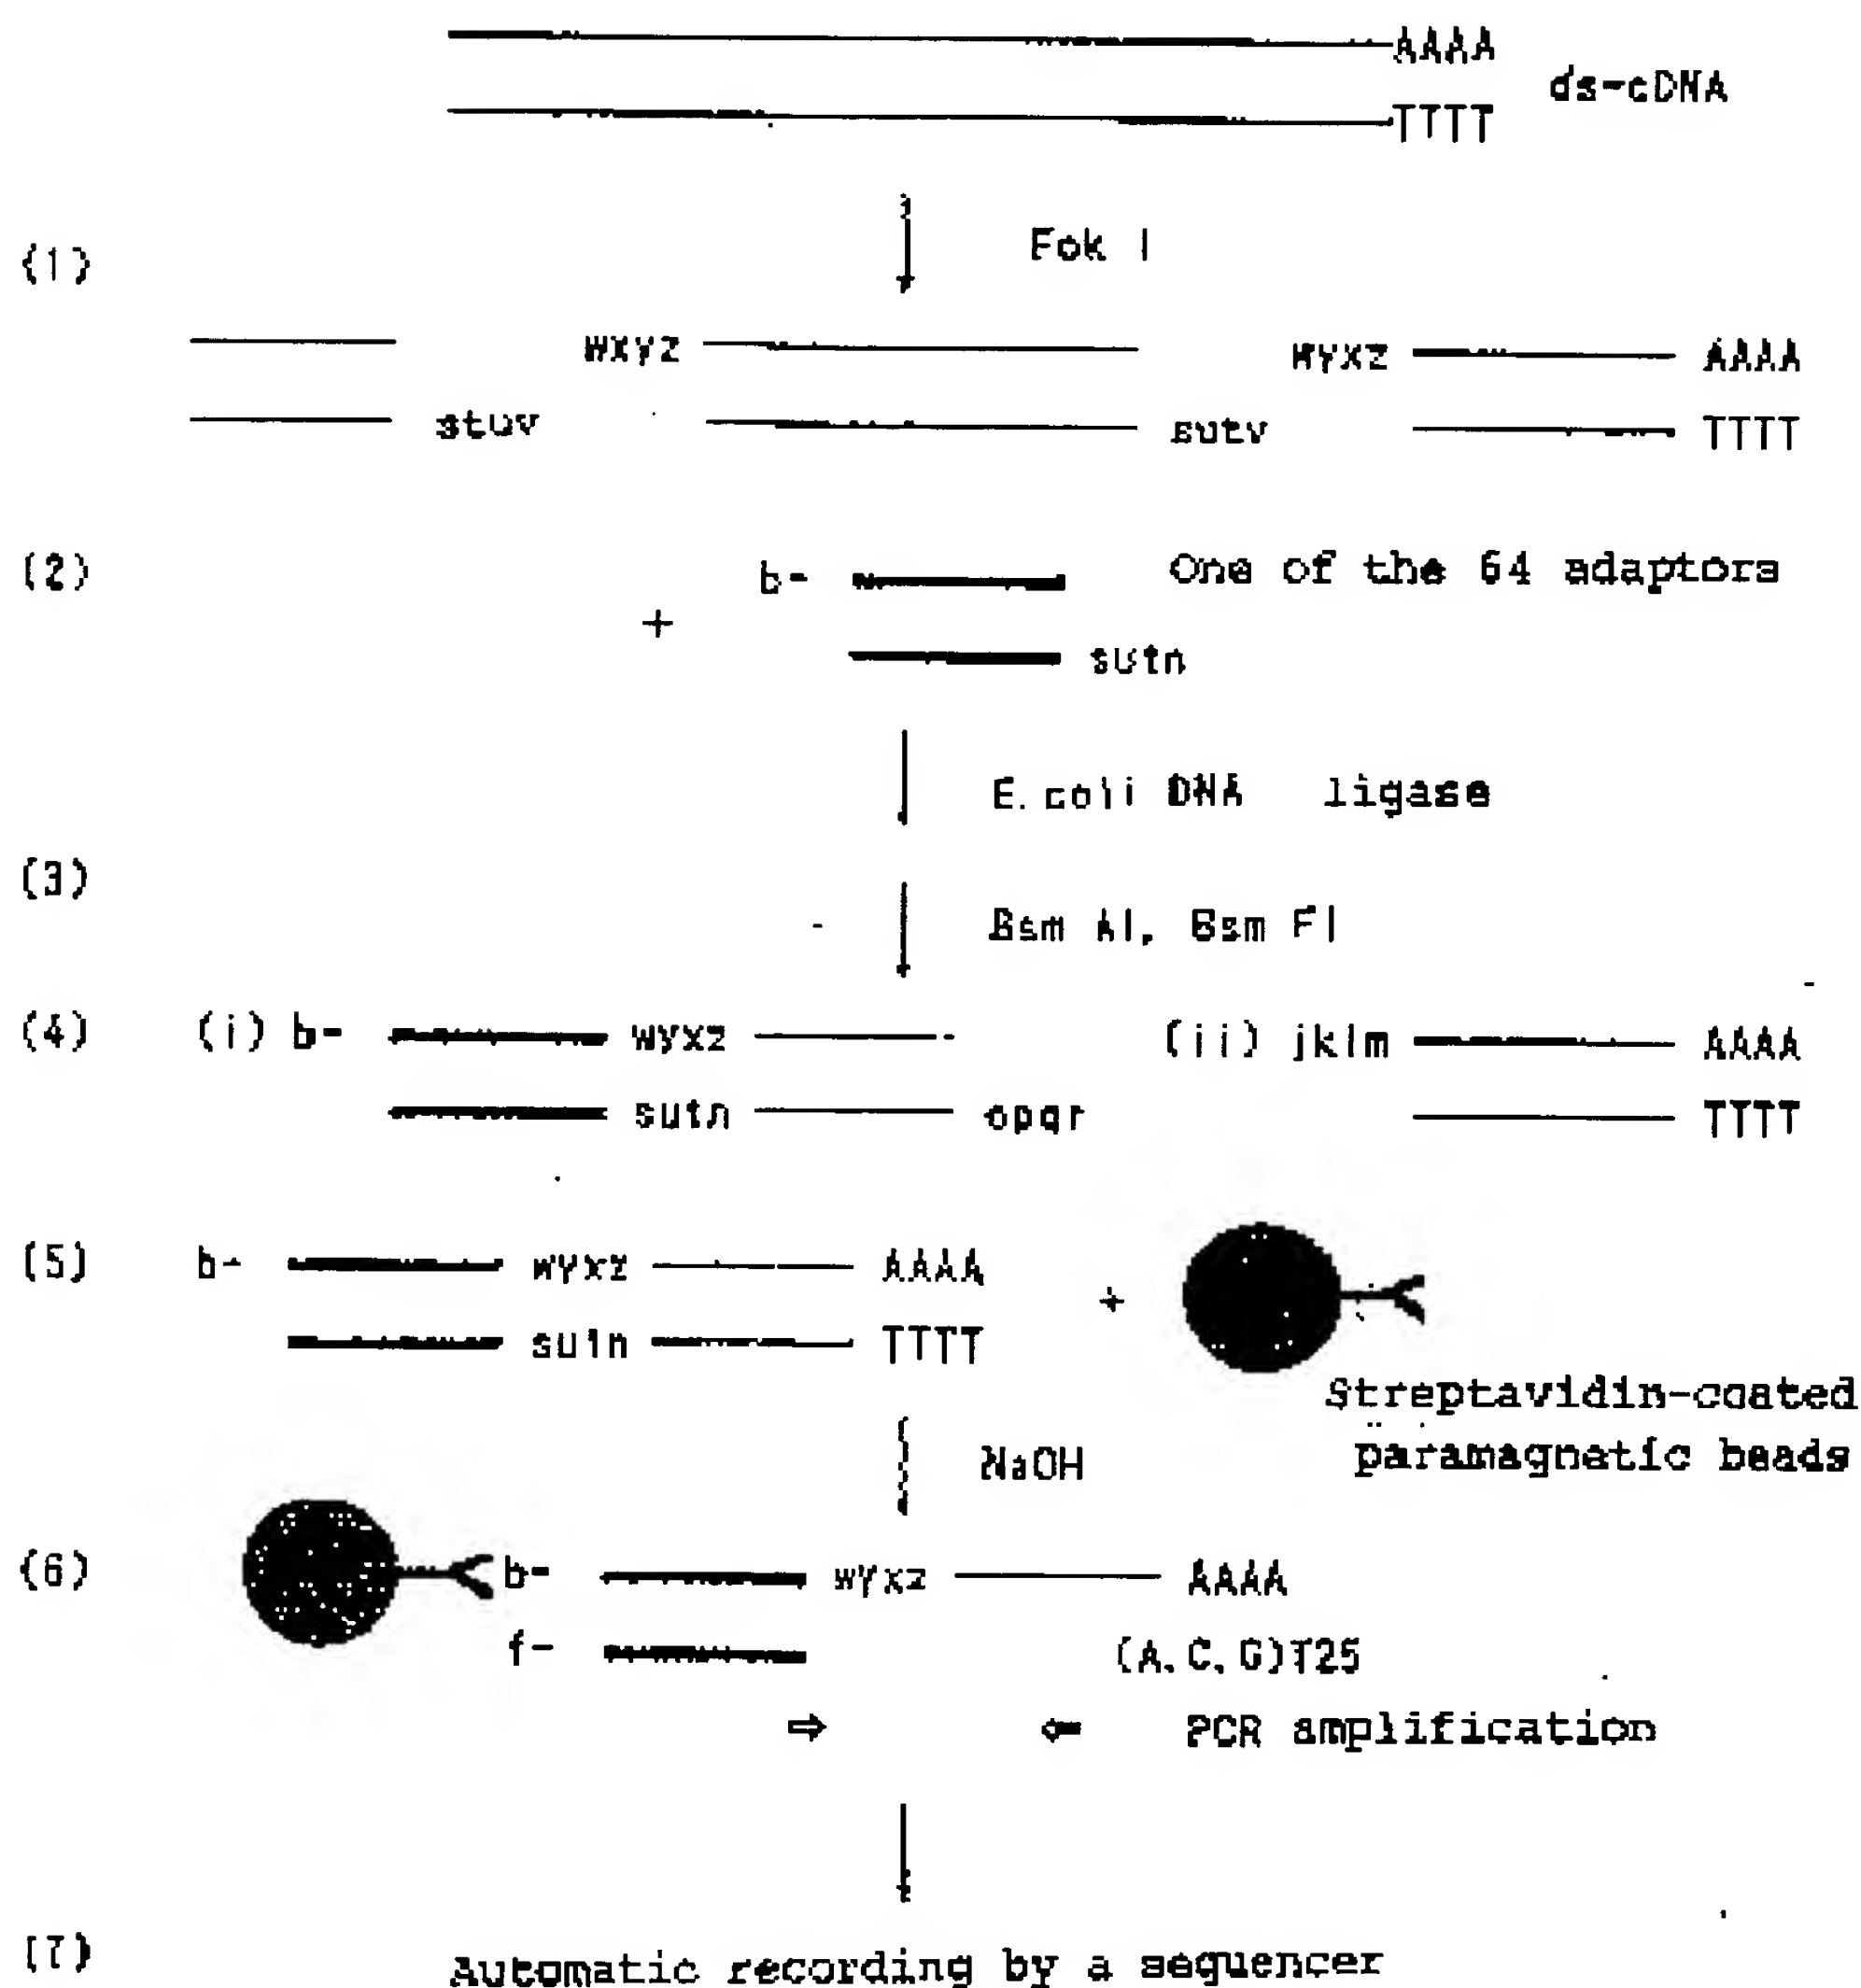 AAAA
ds-cDNA
TTTT
(1) Fok I
wxyz wyxz AAAA
stuv sutv TTTT
(2) b- One of the 64 adaptors
+
sutn
E. coli DNA ligase
(3)
Bsm AI, Bsm FI
(4) (i) b- wyxz (ii) jklm AAAA
sutn opqr TTTT
(5) b- wyxz AAAA
+
sutn TTTT
Streptavidin-coated
paramagnetic beads
NaOH
(6) b- wyxz AAAA
f- (A, C, G)T25
PCR amplification
(7) Automatic recording by a sequencer